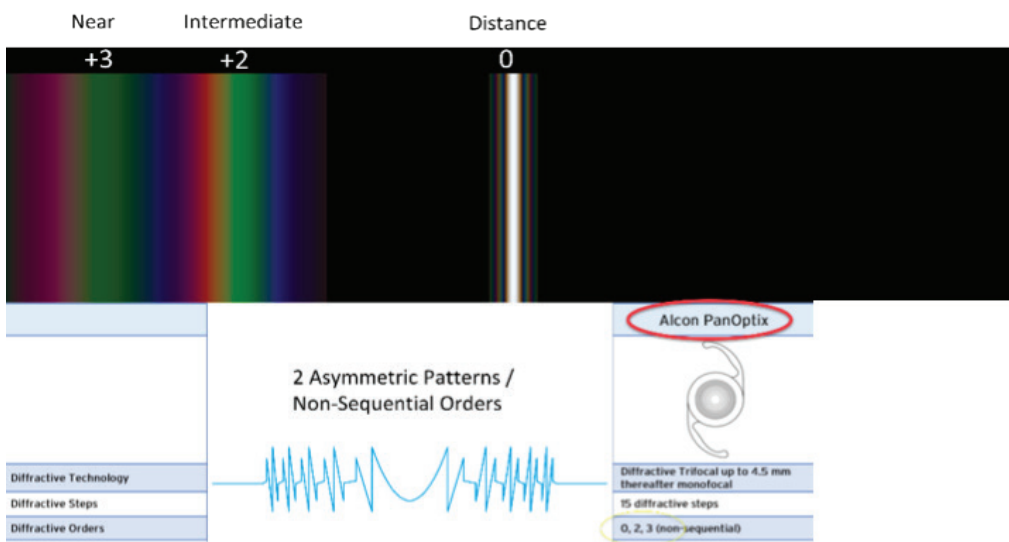 Near Intermediate Distance
+3 +2 0
Alcon PanOptix
2 Asymmetric Patterns /
Non-Sequential Orders
Diffractive Technology
Diffractive Trifocal up to 4.5 mm
thereafter monofocal
Diffractive Steps
15 diffractive steps
Diffractive Orders
0, 2, 3 (non-sequential)